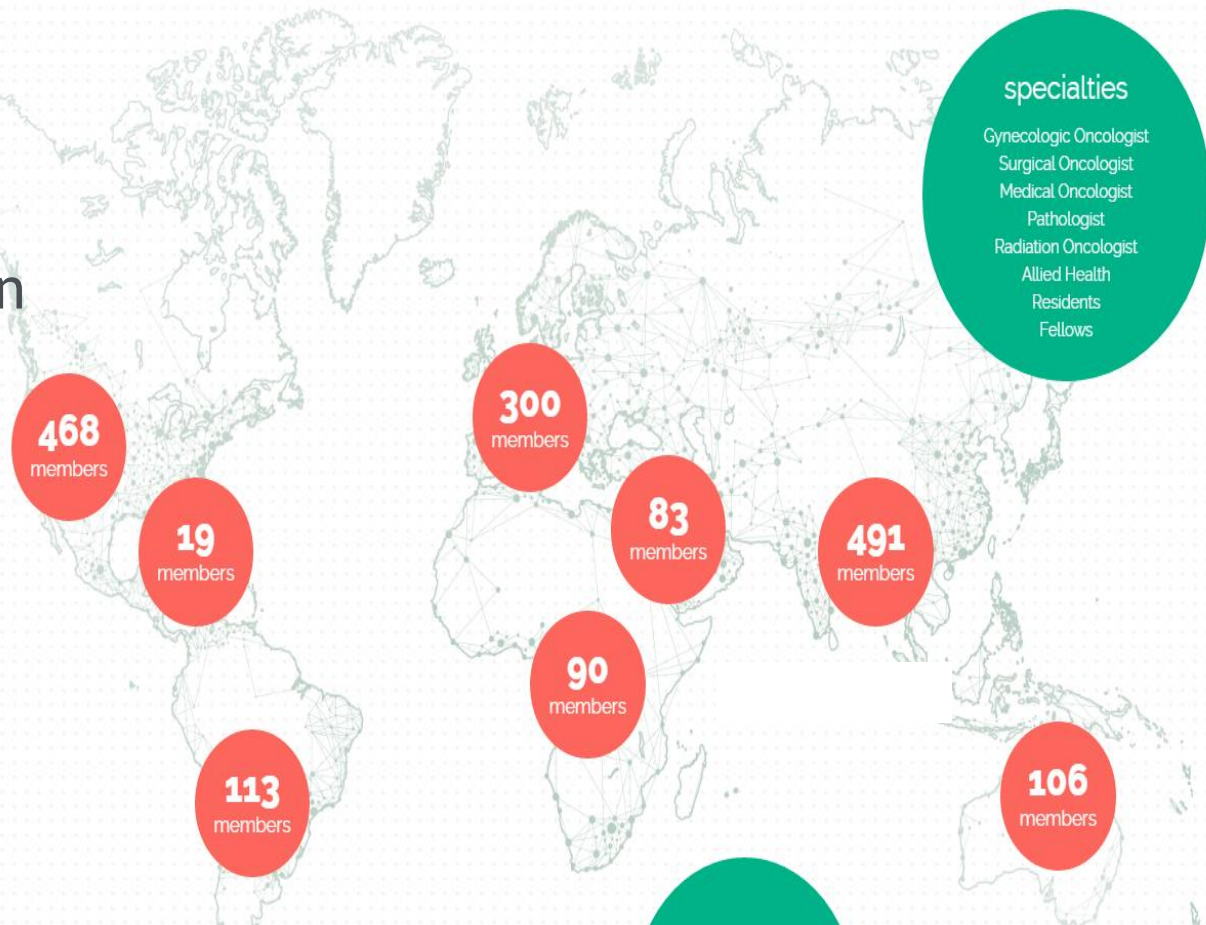 specialties
Gynecologic Oncologist
Surgical Oncologist
Medical Oncologist
Pathologist
Radiation Oncologist
Allied Health
Residents
Fellows
n
468
members
300
members
19
members
83
members
491
members
90
members
113
members
106
members